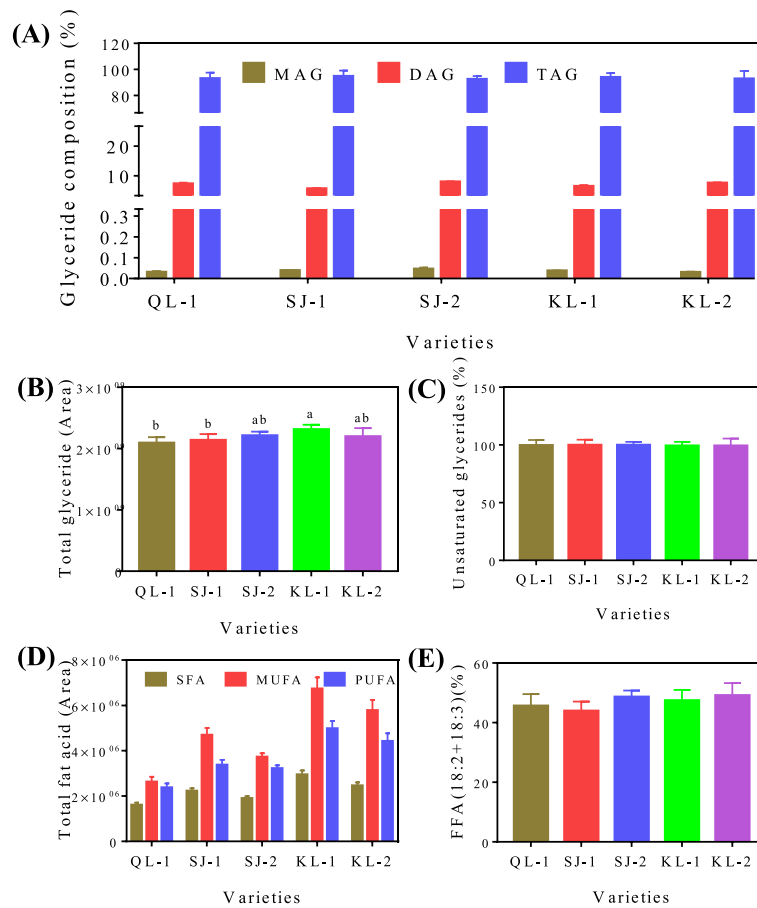 (A)
Glyceride composition (%)
120
100
80
20
10
0.3
0.2
0.1
0.0
MAG DAG TAG
QL-1 SJ-1 SJ-2 KL-1 KL-2
Varieties
(B)
Total glyceride (Area)
2×10
1×10
0
b b ab a ab
QL-1 SJ-1 SJ-2 KL-1 KL-2
Varieties
(C)
Unsaturated glycerides (%)
150
100
50
0
QL-1 SJ-1 SJ-2 KL-1 KL-2
Varieties
(D)
Total fat acid (Area)
8×10⁰⁶
6×10⁰⁶
4×10⁰⁶
2×10⁰⁶
0
SFA MUFA PUFA
QL-1 SJ-1 SJ-2 KL-1 KL-2
Varieties
(E)
FFA(18:2+18:3)(%)
60
40
20
0
QL-1 SJ-1 SJ-2 KL-1 KL-2
Varieties